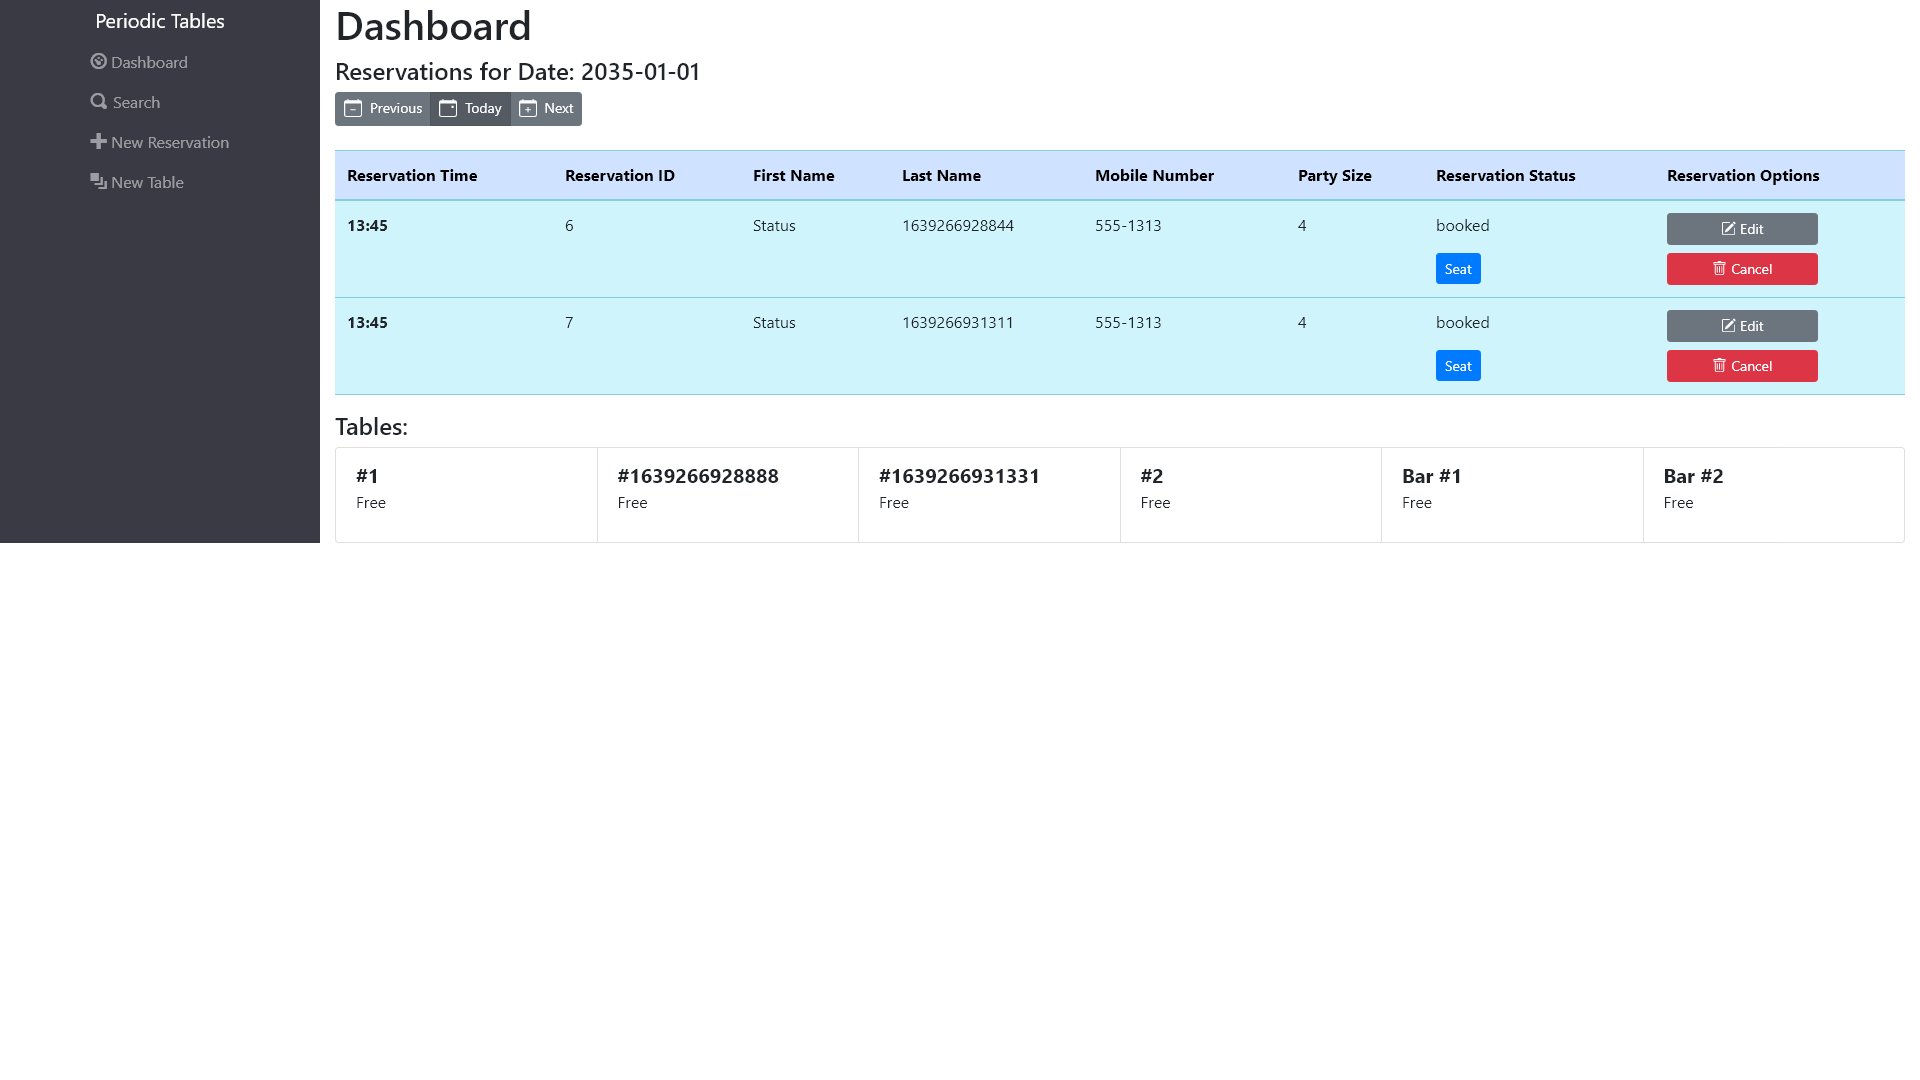 Periodic Tables
Dashboard
Search
New Reservation
New Table
Dashboard
Reservations for Date: 2035-01-01
Previous Today Next
Reservation Time Reservation ID First Name Last Name Mobile Number Party Size Reservation Status Reservation Options
13:45 6 Status 1639266928844 555-1313 4 booked Edit
Seat Cancel
13:45 7 Status 1639266931311 555-1313 4 booked Edit
Seat Cancel
Tables:
#1 #1639266928888 #1639266931331 #2 Bar #1 Bar #2
Free Free Free Free Free Free